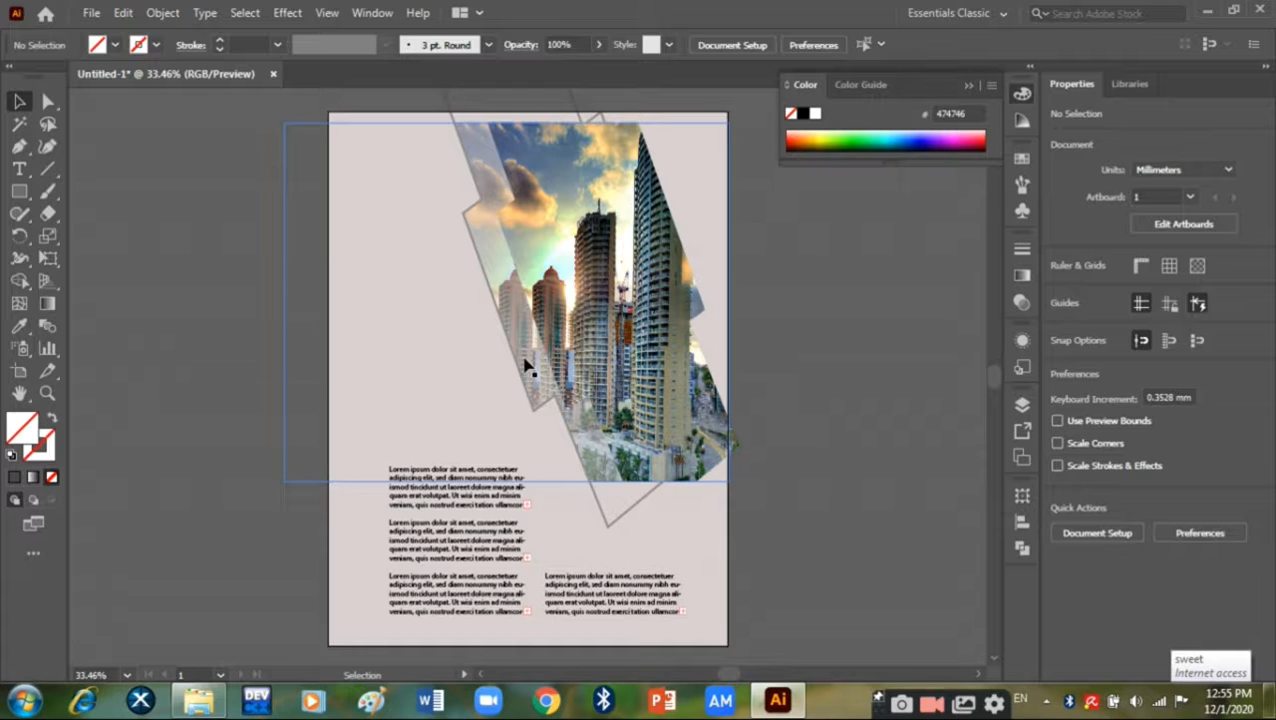 Ai File Edit Object Type Select Effect View Window Help Essentials Classic Search Adobe Stock
No Selection Stroke: 3 pt. Round Opacity: 100% Style: Document Setup Preferences
Untitled-1* @ 33.46% (RGB/Preview)
Color Color Guide
# 474746
Properties Libraries
No Selection
Document
Units: Millimeters
Artboard: 1
Edit Artboards
Ruler & Grids
Guides
Snap Options
Preferences
Keyboard Increment: 0.3528 mm
Use Preview Bounds
Scale Corners
Scale Strokes & Effects
Quick Actions
Document Setup Preferences
Lorem ipsum dolor sit amet, consectetuer
adipiscing elit, sed diam nonummy nibh eu-
ismod tincidunt ut laoreet dolore magna ali-
quam erat volutpat. Ut wisi enim ad minim
veniam, quis nostrud exerci tation ullamcor
Lorem ipsum dolor sit amet, consectetuer
adipiscing elit, sed diam nonummy nibh eu-
ismod tincidunt ut laoreet dolore magna ali-
quam erat volutpat. Ut wisi enim ad minim
veniam, quis nostrud exerci tation ullamcor
Lorem ipsum dolor sit amet, consectetuer
adipiscing elit, sed diam nonummy nibh eu-
ismod tincidunt ut laoreet dolore magna ali-
quam erat volutpat. Ut wisi enim ad minim
veniam, quis nostrud exerci tation ullamcor
Lorem ipsum dolor sit amet, consectetuer
adipiscing elit, sed diam nonummy nibh eu-
ismod tincidunt ut laoreet dolore magna ali-
quam erat volutpat. Ut wisi enim ad minim
veniam, quis nostrud exerci tation ullamcor
33.46% 1 Selection
sweet
Internet access
DEV AM Ai EN 12:55 PM
12/1/2020